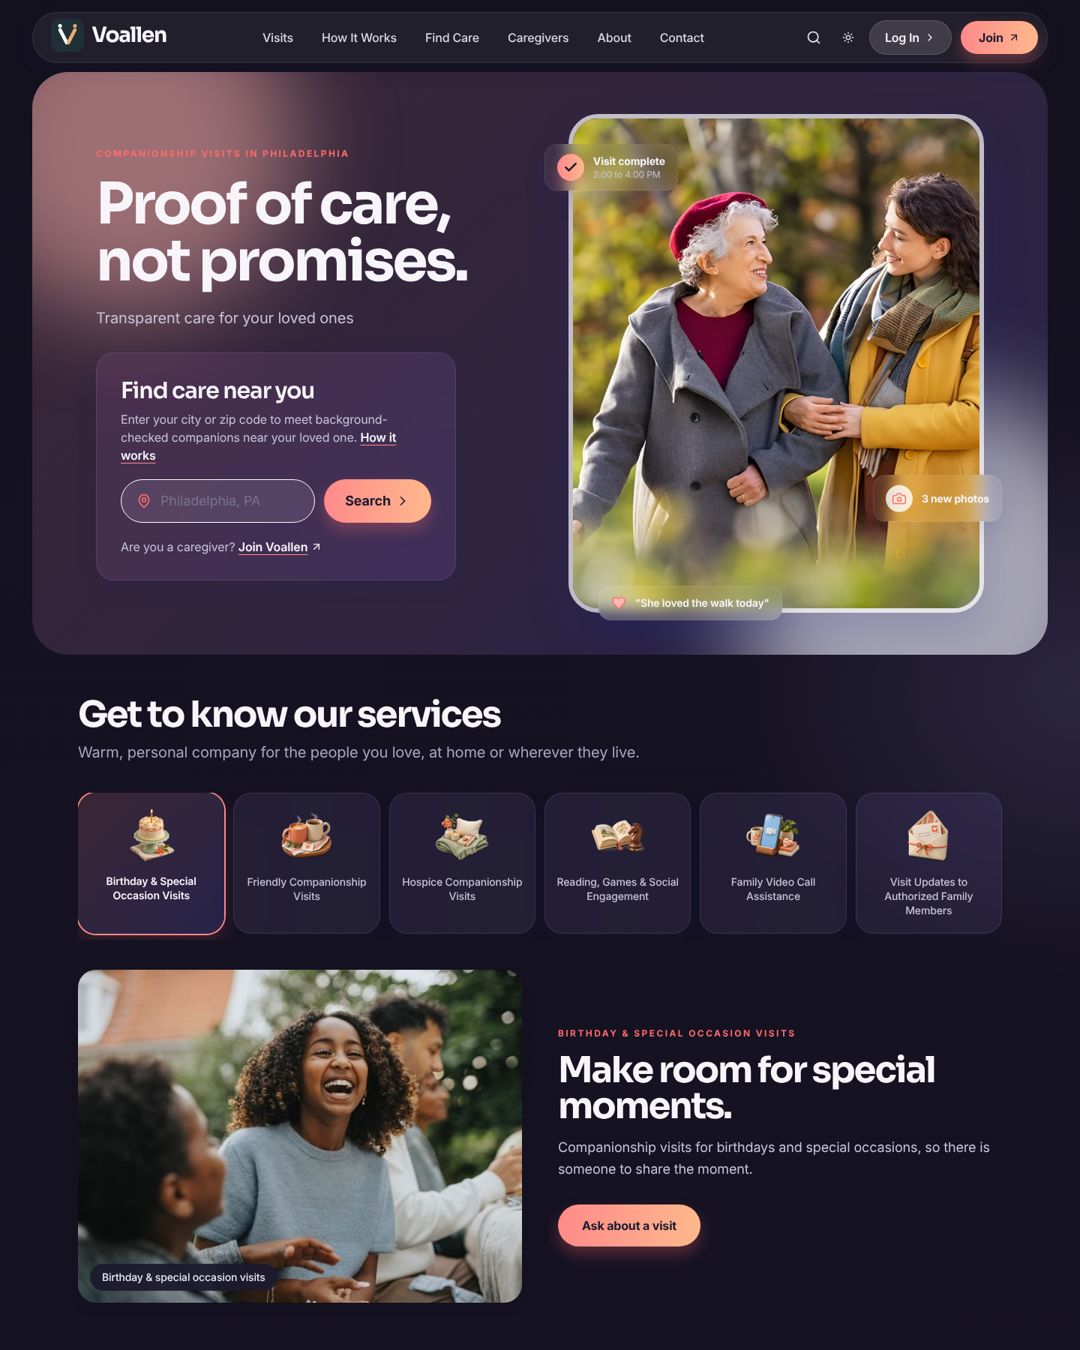 Voallen
Visits
How It Works
Find Care
Caregivers
About
Contact
Log In
Join
COMPANIONSHIP VISITS IN PHILADELPHIA
Proof of care,
not promises.
Transparent care for your loved ones
Find care near you
Enter your city or zip code to meet background-
checked companions near your loved one. How it
works
Philadelphia, PA
Search
Are you a caregiver? Join Voallen
Visit complete
2:00 to 4:00 PM
3 new photos
"She loved the walk today"
Get to know our services
Warm, personal company for the people you love, at home or wherever they live.
Birthday & Special
Occasion Visits
Friendly Companionship
Visits
Hospice Companionship
Visits
Reading, Games & Social
Engagement
Family Video Call
Assistance
Visit Updates to
Authorized Family
Members
Birthday & special occasion visits
BIRTHDAY & SPECIAL OCCASION VISITS
Make room for special
moments.
Companionship visits for birthdays and special occasions, so there is
someone to share the moment.
Ask about a visit